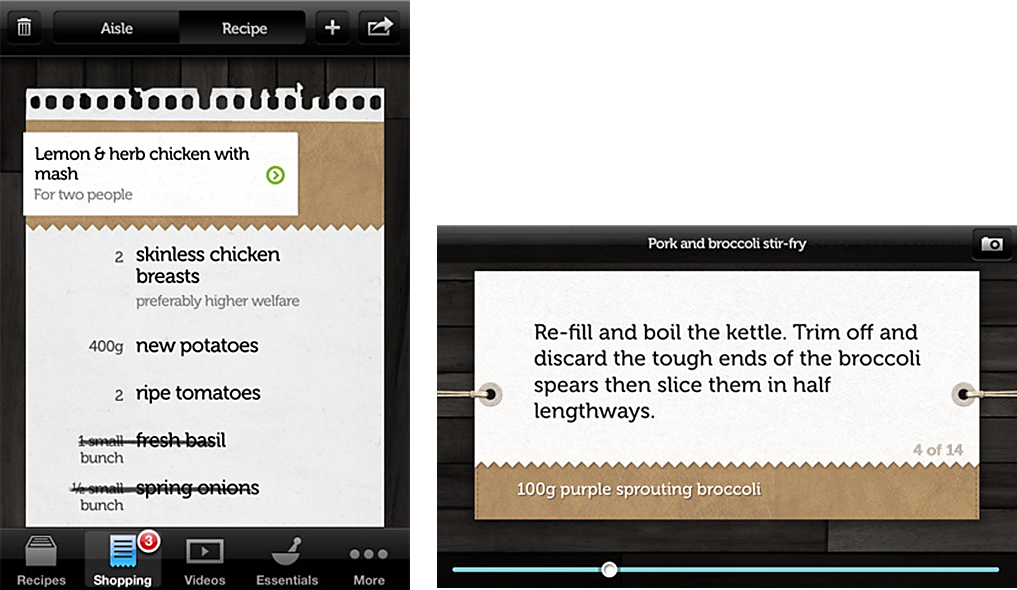 Aisle
Recipe
Lemon & herb chicken with
mash
For two people
2 skinless chicken
breasts
preferably higher welfare
400g new potatoes
2 ripe tomatoes
1 small fresh basil
bunch
½ small spring onions
bunch
3
Recipes
Shopping
Videos
Essentials
More
Pork and broccoli stir-fry
Re-fill and boil the kettle. Trim off and
discard the tough ends of the broccoli
spears then slice them in half
lengthways.
4 of 14
100g purple sprouting broccoli